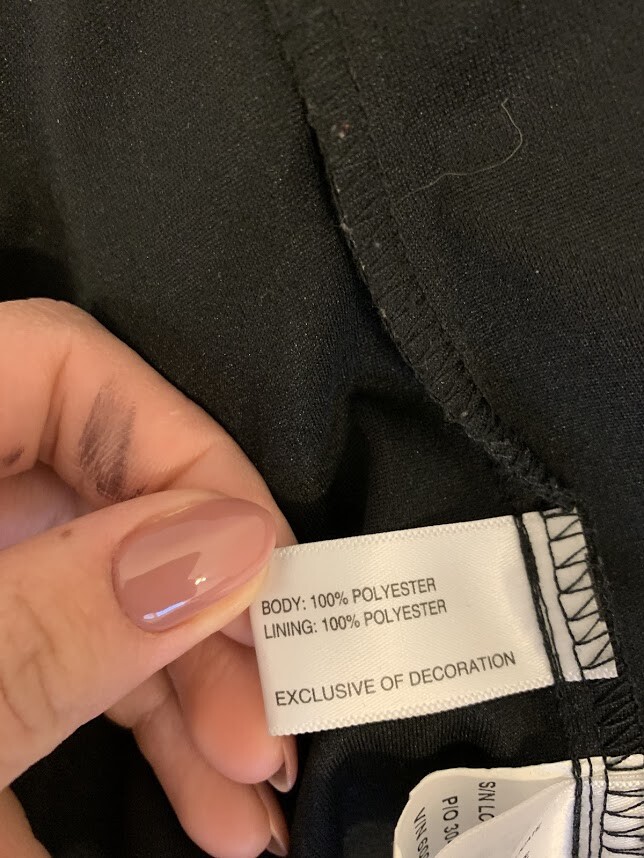 BODY: 100% POLYESTER
LINING: 100% POLYESTER
EXCLUSIVE OF DECORATION
S/N
P/O
V/N